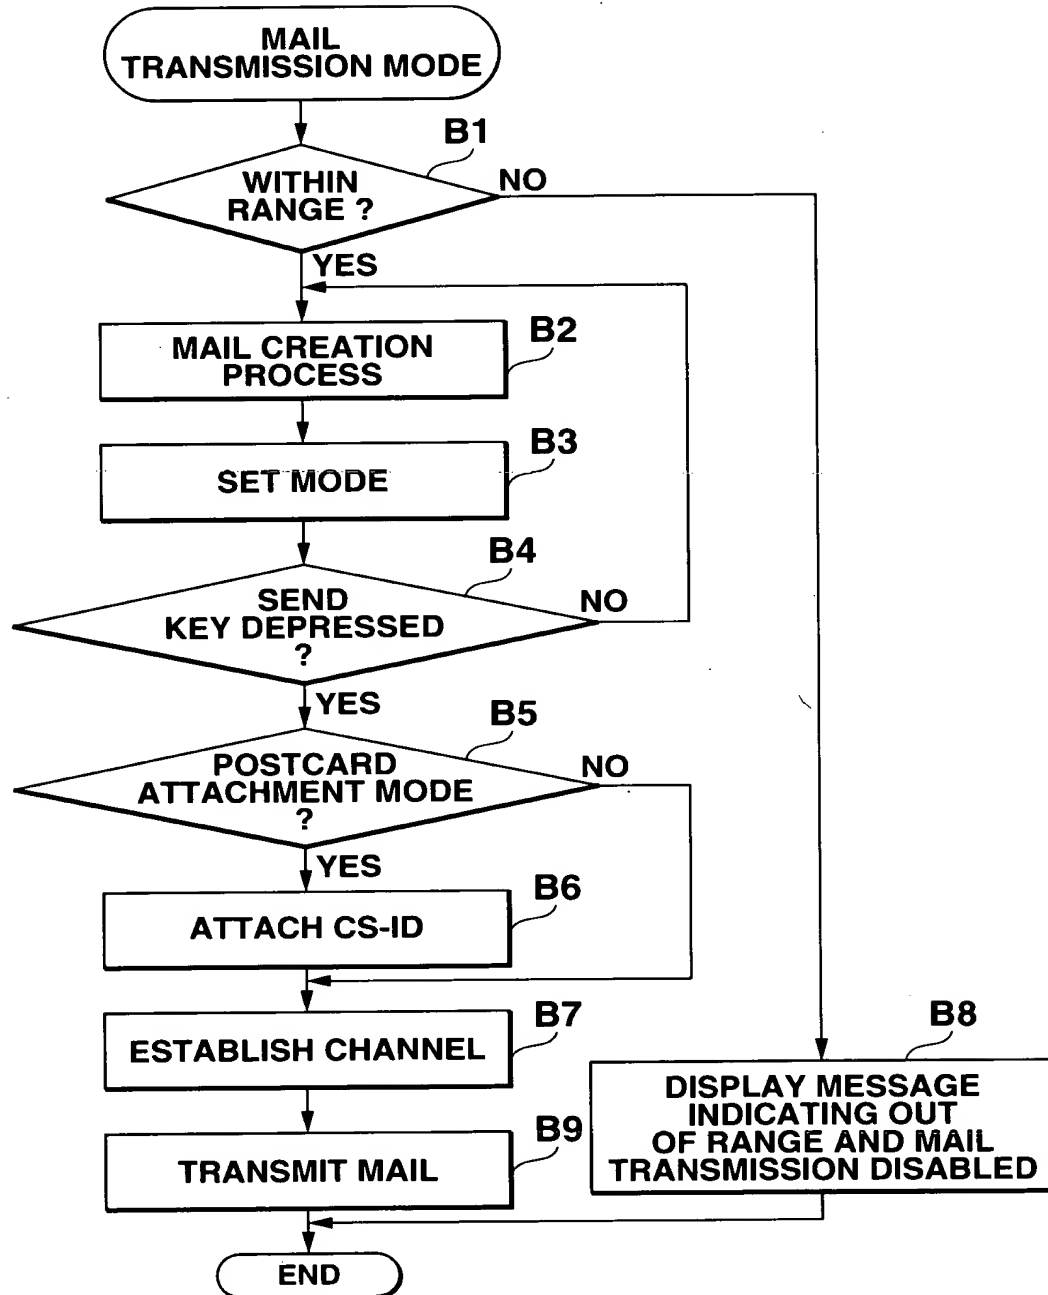 MAIL
TRANSMISSION MODE
B1
WITHIN
RANGE ?
NO
YES
B2
MAIL CREATION
PROCESS
B3
SET MODE
B4
SEND
KEY DEPRESSED
?
NO
YES
B5
POSTCARD
ATTACHMENT MODE
?
NO
YES
B6
ATTACH CS-ID
B7
ESTABLISH CHANNEL
B8
DISPLAY MESSAGE
INDICATING OUT
OF RANGE AND MAIL
TRANSMISSION DISABLED
B9
TRANSMIT MAIL
END